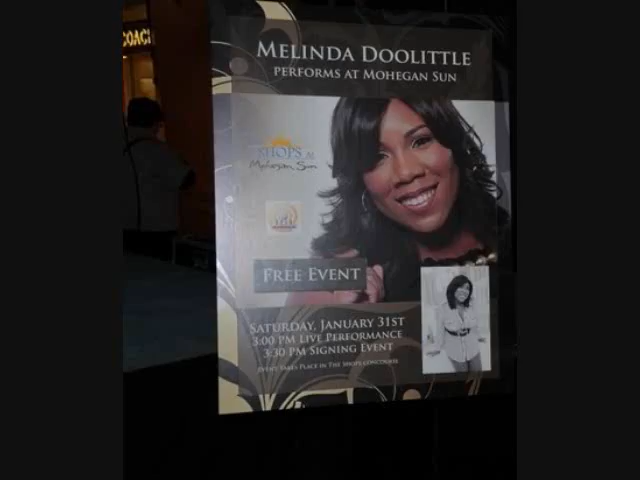 COACH
MELINDA DOOLITTLE
PERFORMS AT MOHEGAN SUN
SHOPS AT
Mohegan Sun
FREE EVENT
SATURDAY, JANUARY 31ST
3:00 PM LIVE PERFORMANCE
3:30 PM SIGNING EVENT
EVENT TAKES PLACE IN THE SHOPS CONCOURSE